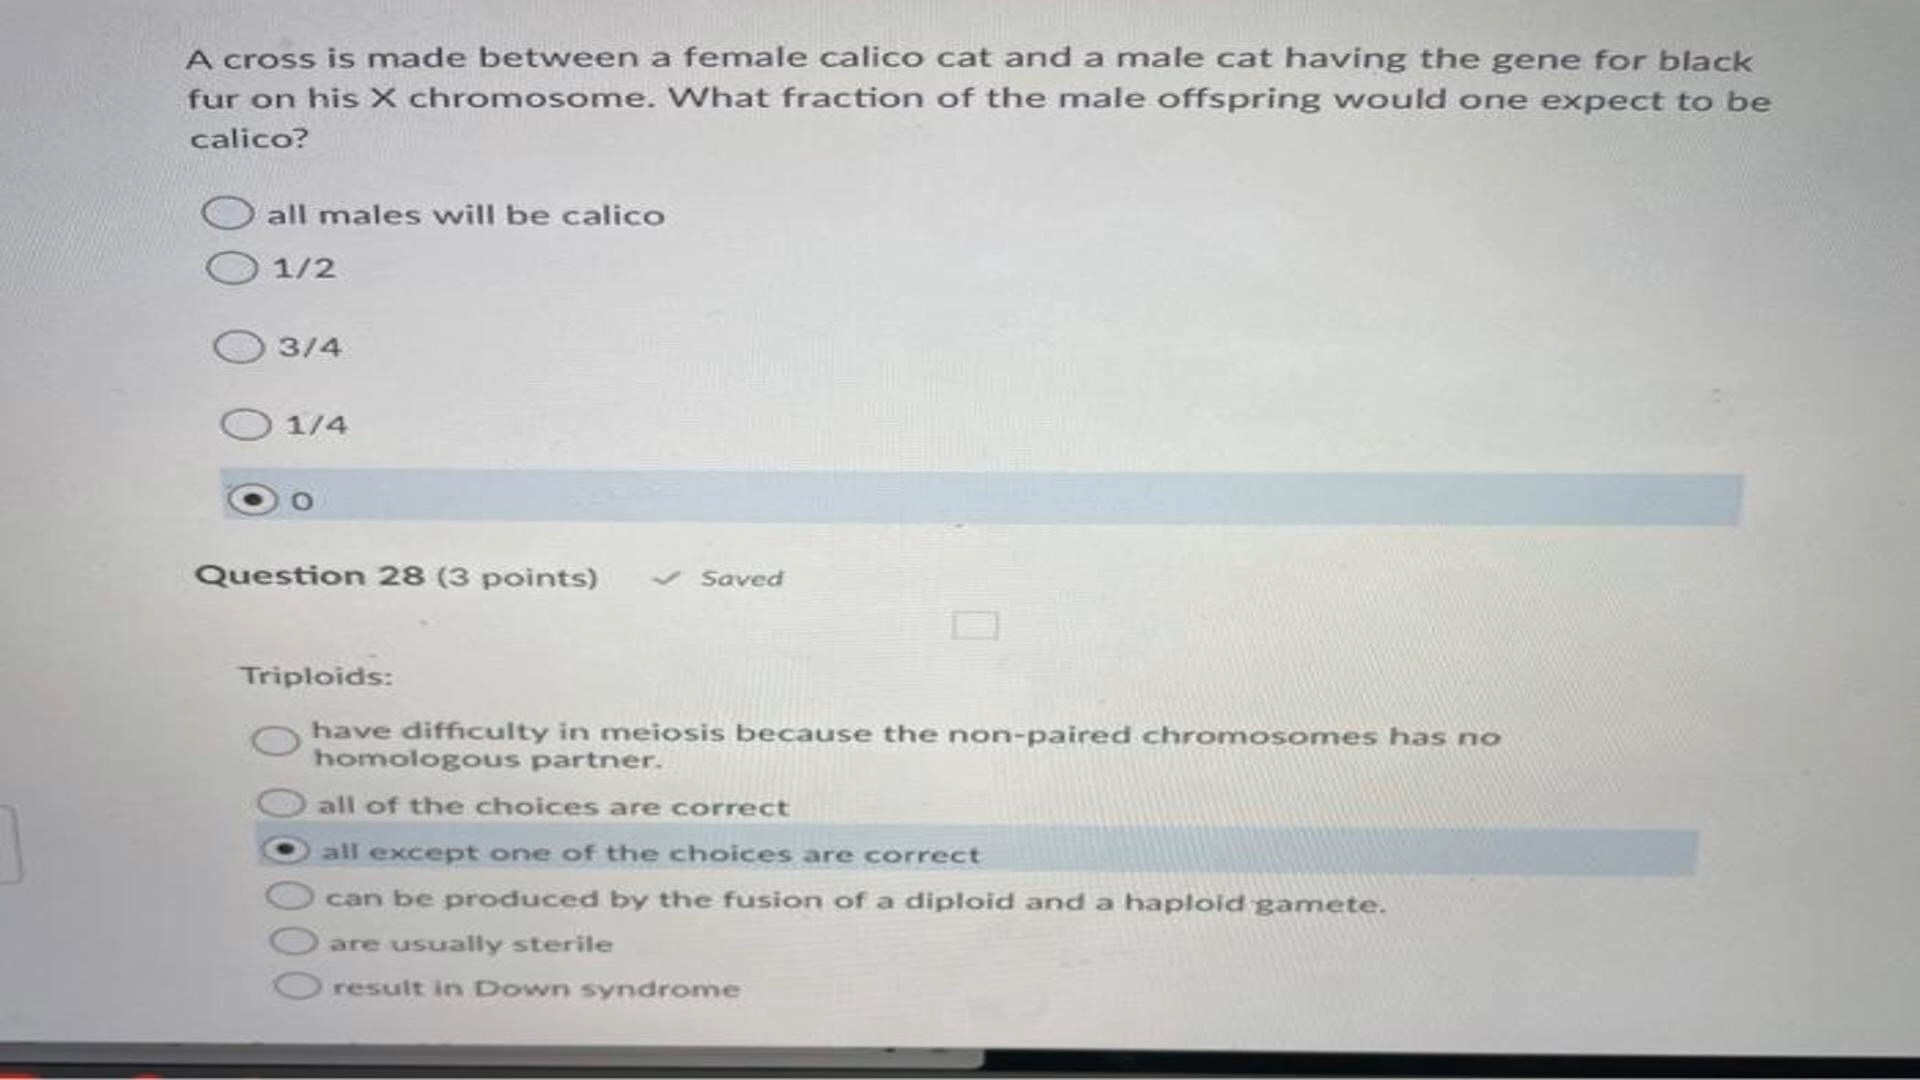 A cross is made between a female calico cat and a male cat having the gene for black
fur on his X chromosome. What fraction of the male offspring would one expect to be
calico?
all males will be calico
1/2
3/4
1/4
0
Question 28 (3 points) ✓ Saved
Triploids:
have difficulty in meiosis because the non-paired chromosomes has no
homologous partner.
all of the choices are correct
all except one of the choices are correct
can be produced by the fusion of a diploid and a haploid gamete.
are usually sterile
result in Down syndrome